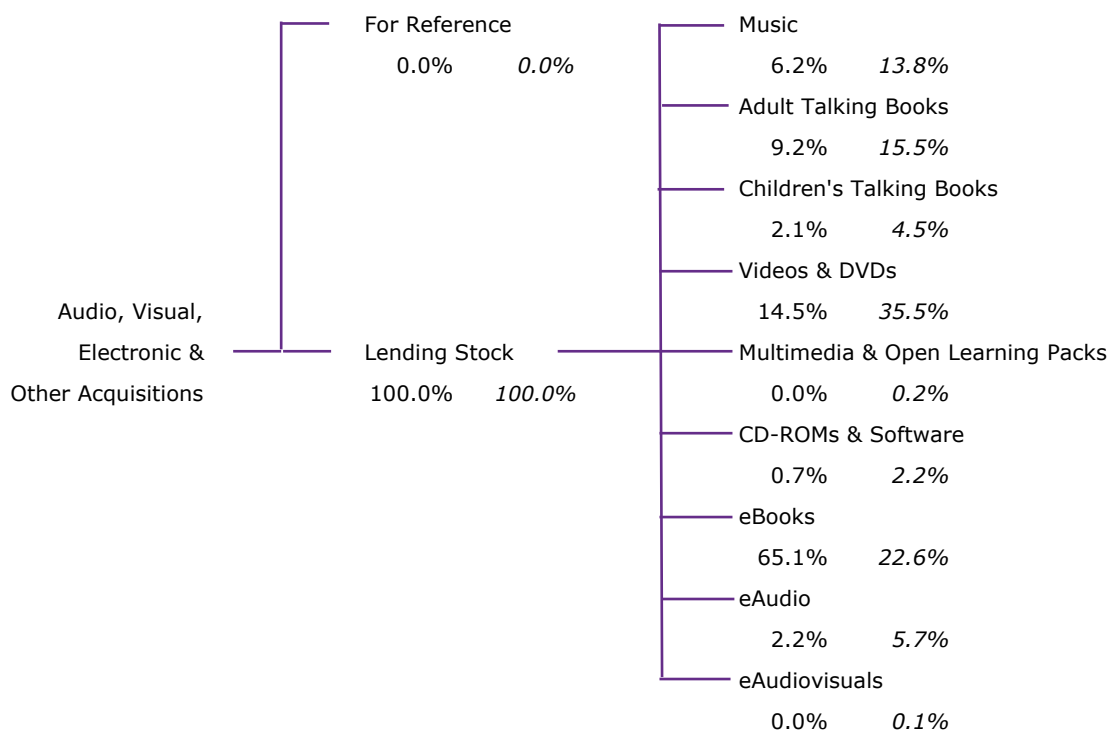 For Reference
0.0% 0.0%
Music
6.2% 13.8%
Adult Talking Books
9.2% 15.5%
Children's Talking Books
2.1% 4.5%
Videos & DVDs
14.5% 35.5%
Audio, Visual,
Electronic &
Other Acquisitions
Lending Stock
100.0% 100.0%
Multimedia & Open Learning Packs
0.0% 0.2%
CD-ROMs & Software
0.7% 2.2%
eBooks
65.1% 22.6%
eAudio
2.2% 5.7%
eAudiovisuals
0.0% 0.1%